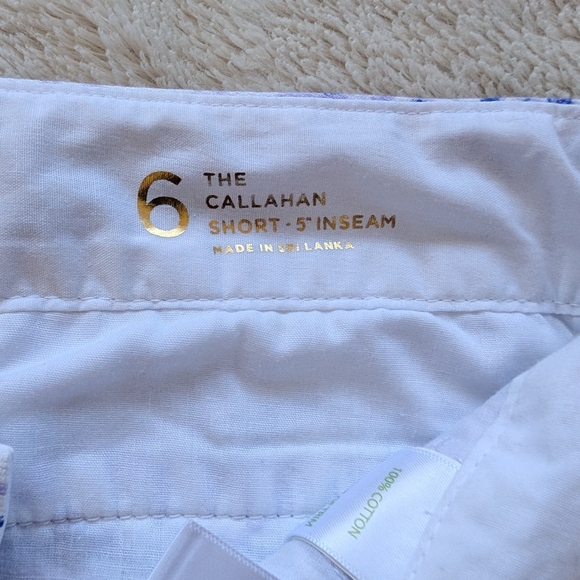 6
THE
CALLAHAN
SHORT - 5" INSEAM
MADE IN SRI LANKA
100% COTTON